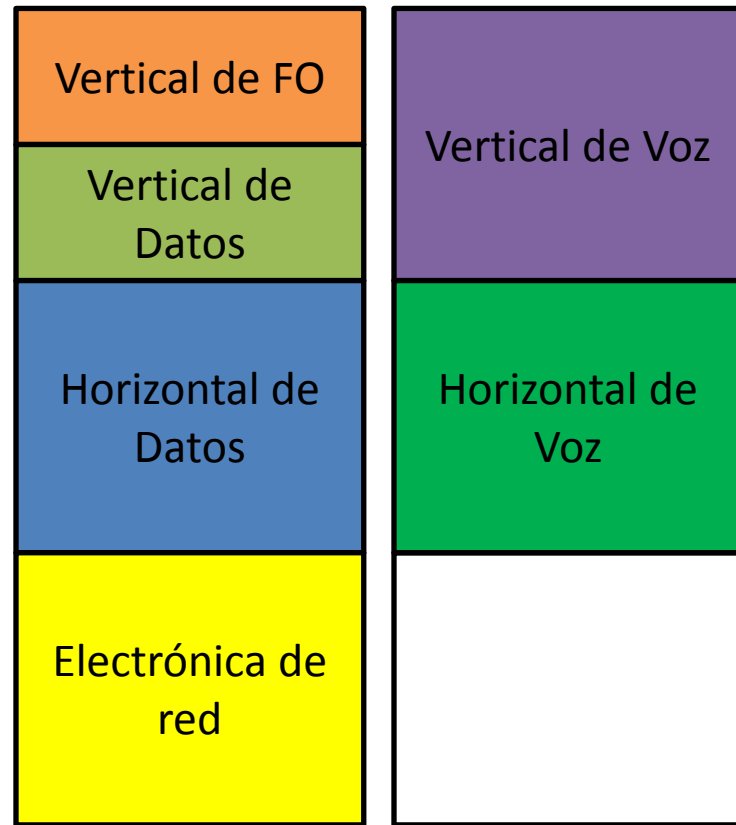 Vertical de FO
Vertical de
Datos
Horizontal de
Datos
Electrónica de
red
Vertical de Voz
Horizontal de
Voz